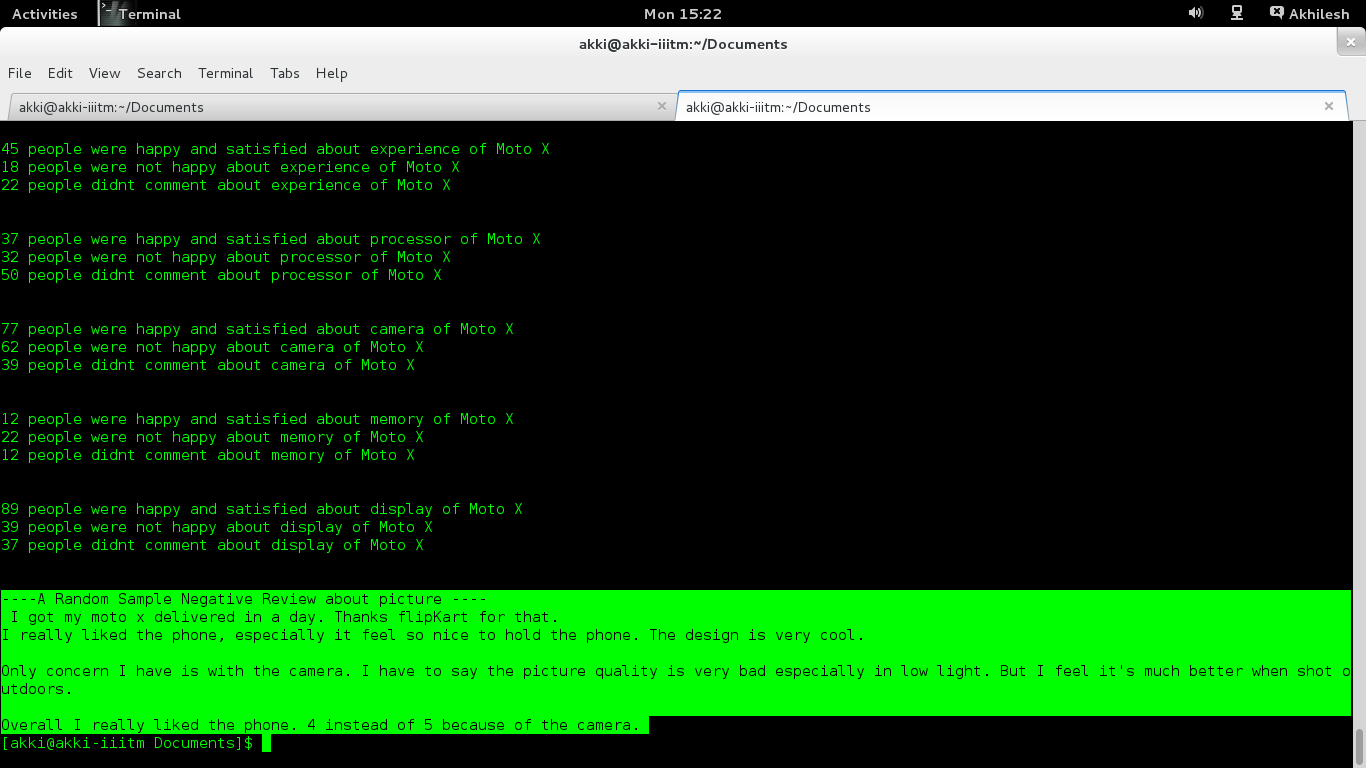 Activities Terminal Mon 15:22 Akhilesh
akki@akki-iiitm:~/Documents
File Edit View Search Terminal Tabs Help
akki@akki-iiitm:~/Documents akki@akki-iiitm:~/Documents
45 people were happy and satisfied about experience of Moto X
18 people were not happy about experience of Moto X
22 people didnt comment about experience of Moto X
37 people were happy and satisfied about processor of Moto X
32 people were not happy about processor of Moto X
50 people didnt comment about processor of Moto X
77 people were happy and satisfied about camera of Moto X
62 people were not happy about camera of Moto X
39 people didnt comment about camera of Moto X
12 people were happy and satisfied about memory of Moto X
22 people were not happy about memory of Moto X
12 people didnt comment about memory of Moto X
89 people were happy and satisfied about display of Moto X
39 people were not happy about display of Moto X
37 people didnt comment about display of Moto X
----A Random Sample Negative Review about picture ----
I got my moto x delivered in a day. Thanks flipKart for that.
I really liked the phone, especially it feel so nice to hold the phone. The design is very cool.
Only concern I have is with the camera. I have to say the picture quality is very bad especially in low light. But I feel it's much better when shot o
utdoors.
Overall I really liked the phone. 4 instead of 5 because of the camera.
[akki@akki-iiitm Documents]$